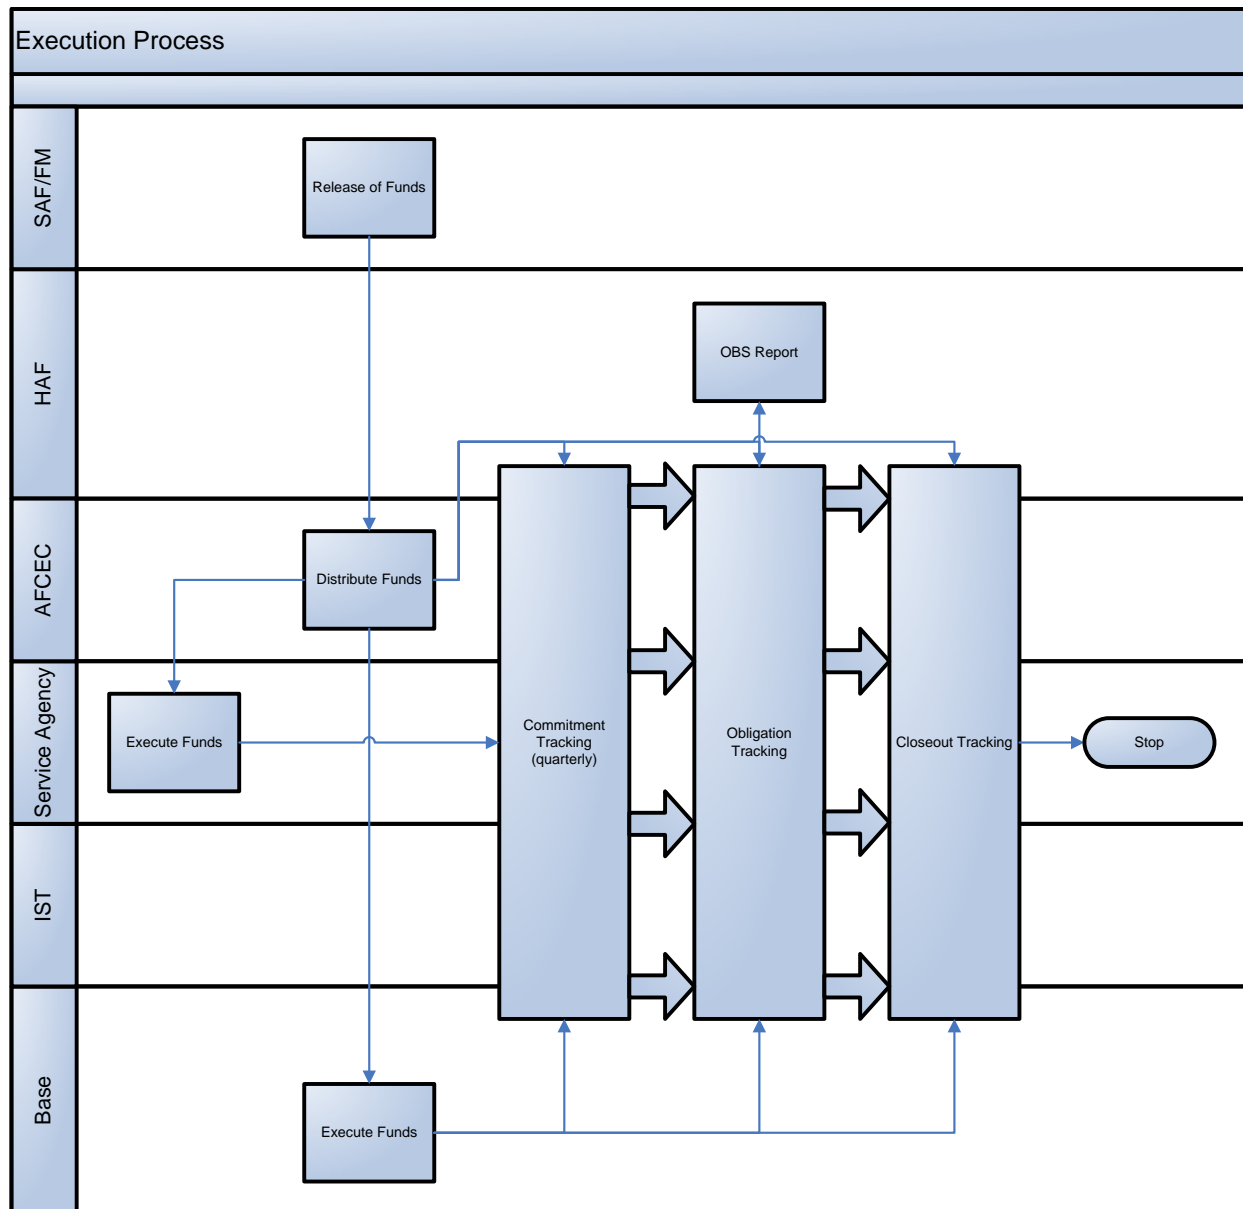 Execution Process
SAF/FM
Release of Funds
HAF
OBS Report
AFCEC
Distribute Funds
Service Agency
Execute Funds
Commitment
Tracking
(quarterly)
Obligation
Tracking
Closeout Tracking
Stop
IST
Base
Execute Funds